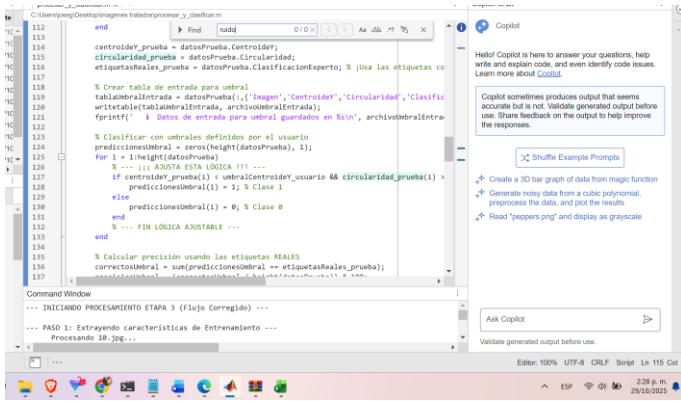 procesar_y_clasificar.m
C:\Users\joseg\Desktop\imagenes tratados\procesar_y_clasificar.m
Find ruido 0/0
112 end
113
114 centroideY_prueba = datosPrueba.CentroideY;
115 circularidad_prueba = datosPrueba.Circularidad;
116 etiquetasReales_prueba = datosPrueba.ClasificacionExperto; % ¡Usa las etiquetas co
117
118 % Crear tabla de entrada para umbral
119 tablaUmbralEntrada = datosPrueba(:,{'Imagen','CentroideY','Circularidad','Clasific
120 writetable(tablaUmbralEntrada, archivoUmbralEntrada);
121 fprintf(' Datos de entrada para umbral guardados en %s\n', archivoUmbralEntra
122
123 % Clasificar con umbrales definidos por el usuario
124 prediccionesUmbral = zeros(height(datosPrueba), 1);
125 for i = 1:height(datosPrueba)
126 % --- ¡¡¡ AJUSTA ESTA LÓGICA !!! ---
127 if centroideY_prueba(i) < umbralCentroideY_usuario && circularidad_prueba(i) >
128 prediccionesUmbral(i) = 1; % Clase 1
129 else
130 prediccionesUmbral(i) = 0; % Clase 0
131 end
132 % --- FIN LÓGICA AJUSTABLE ---
133 end
134
135 % Calcular precisión usando las etiquetas REALES
136 correctosUmbral = sum(prediccionesUmbral == etiquetasReales_prueba);
137
Command Window
--- INICIANDO PROCESAMIENTO ETAPA 3 (Flujo Corregido) ---
--- PASO 1: Extrayendo características de Entrenamiento ---
Procesando 10.jpg...
Copilot
Hello! Copilot is here to answer your questions, help
write and explain code, and even identify code issues.
Learn more about Copilot.
Copilot sometimes produces output that seems
accurate but is not. Validate generated output before
use. Share feedback on the output to help improve
the responses.
Shuffle Example Prompts
Create a 3D bar graph of data from magic function
Generate noisy data from a cubic polynomial,
preprocess the data, and plot the results
Read "peppers.png" and display as grayscale
Ask Copilot
Validate generated output before use.
Editor: 100% UTF-8 CRLF Script Ln 115 Col
ESP 2:28 p. m.
29/10/2025